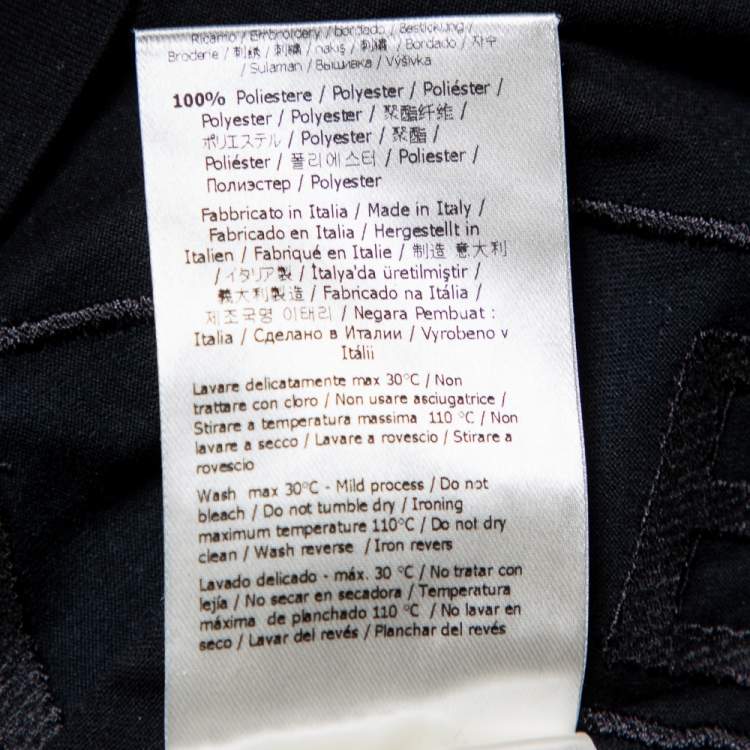 Ricamo / Embroidery / bordado / Bestickung /
Broderie / 刺绣 / 刺繍 / nakış / 刺繡 / Bordado / 자수
/ Sulaman / Вышивка / Výšivka
100% Poliestere / Polyester / Poliéster /
Polyester / Polyester / 聚酯纤维 /
ポリエステル / Polyester / 聚酯 /
Poliéster / 폴리에스터 / Poliester /
Полиэстер / Polyester
Fabbricato in Italia / Made in Italy /
Fabricado en Italia / Hergestellt in
Italien / Fabriqué en Italie / 制造 意大利
/ イタリア製 / İtalya'da üretilmiştir /
義大利製造 / Fabricado na Itália /
제조국명 이태리 / Negara Pembuat :
Italia / Сделано в Италии / Vyrobeno v
Itálii
Lavare delicatamente max 30°C / Non
trattare con cloro / Non usare asciugatrice /
Stirare a temperatura massima 110 °C / Non
lavare a secco / Lavare a rovescio / Stirare a
rovescio
Wash max 30°C - Mild process / Do not
bleach / Do not tumble dry / Ironing
maximum temperature 110°C / Do not dry
clean / Wash reverse / Iron revers
Lavado delicado - máx. 30 °C / No tratar con
lejía / No secar en secadora / Temperatura
máxima de planchado 110 °C / No lavar en
seco / Lavar del revés / Planchar del revés